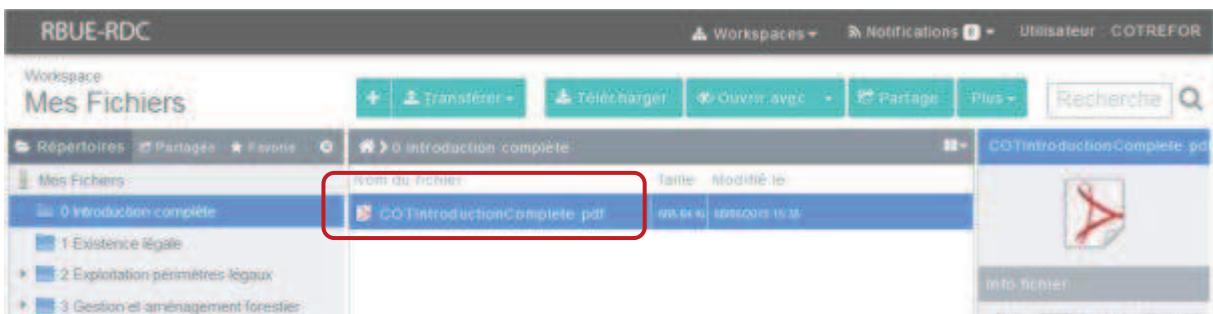 RBUE-RDC
Workspaces
Notifications 0
Utilisateur COTREFOR
Workspace
Mes Fichiers
+ Transférer
Télécharger
Ouvrir avec
Partage
Plus
Recherche
Répertoires Partagés Favoris
0 introduction complète
COTIntroductionComplete.pd
Mes Fichiers
Nom du fichier Taille Modifié le
0 Introduction complète
COTIntroductionComplete.pdf
1 Existence légale
2 Exploitation périmètres légaux
Info fichier
3 Gestion et aménagement forestier